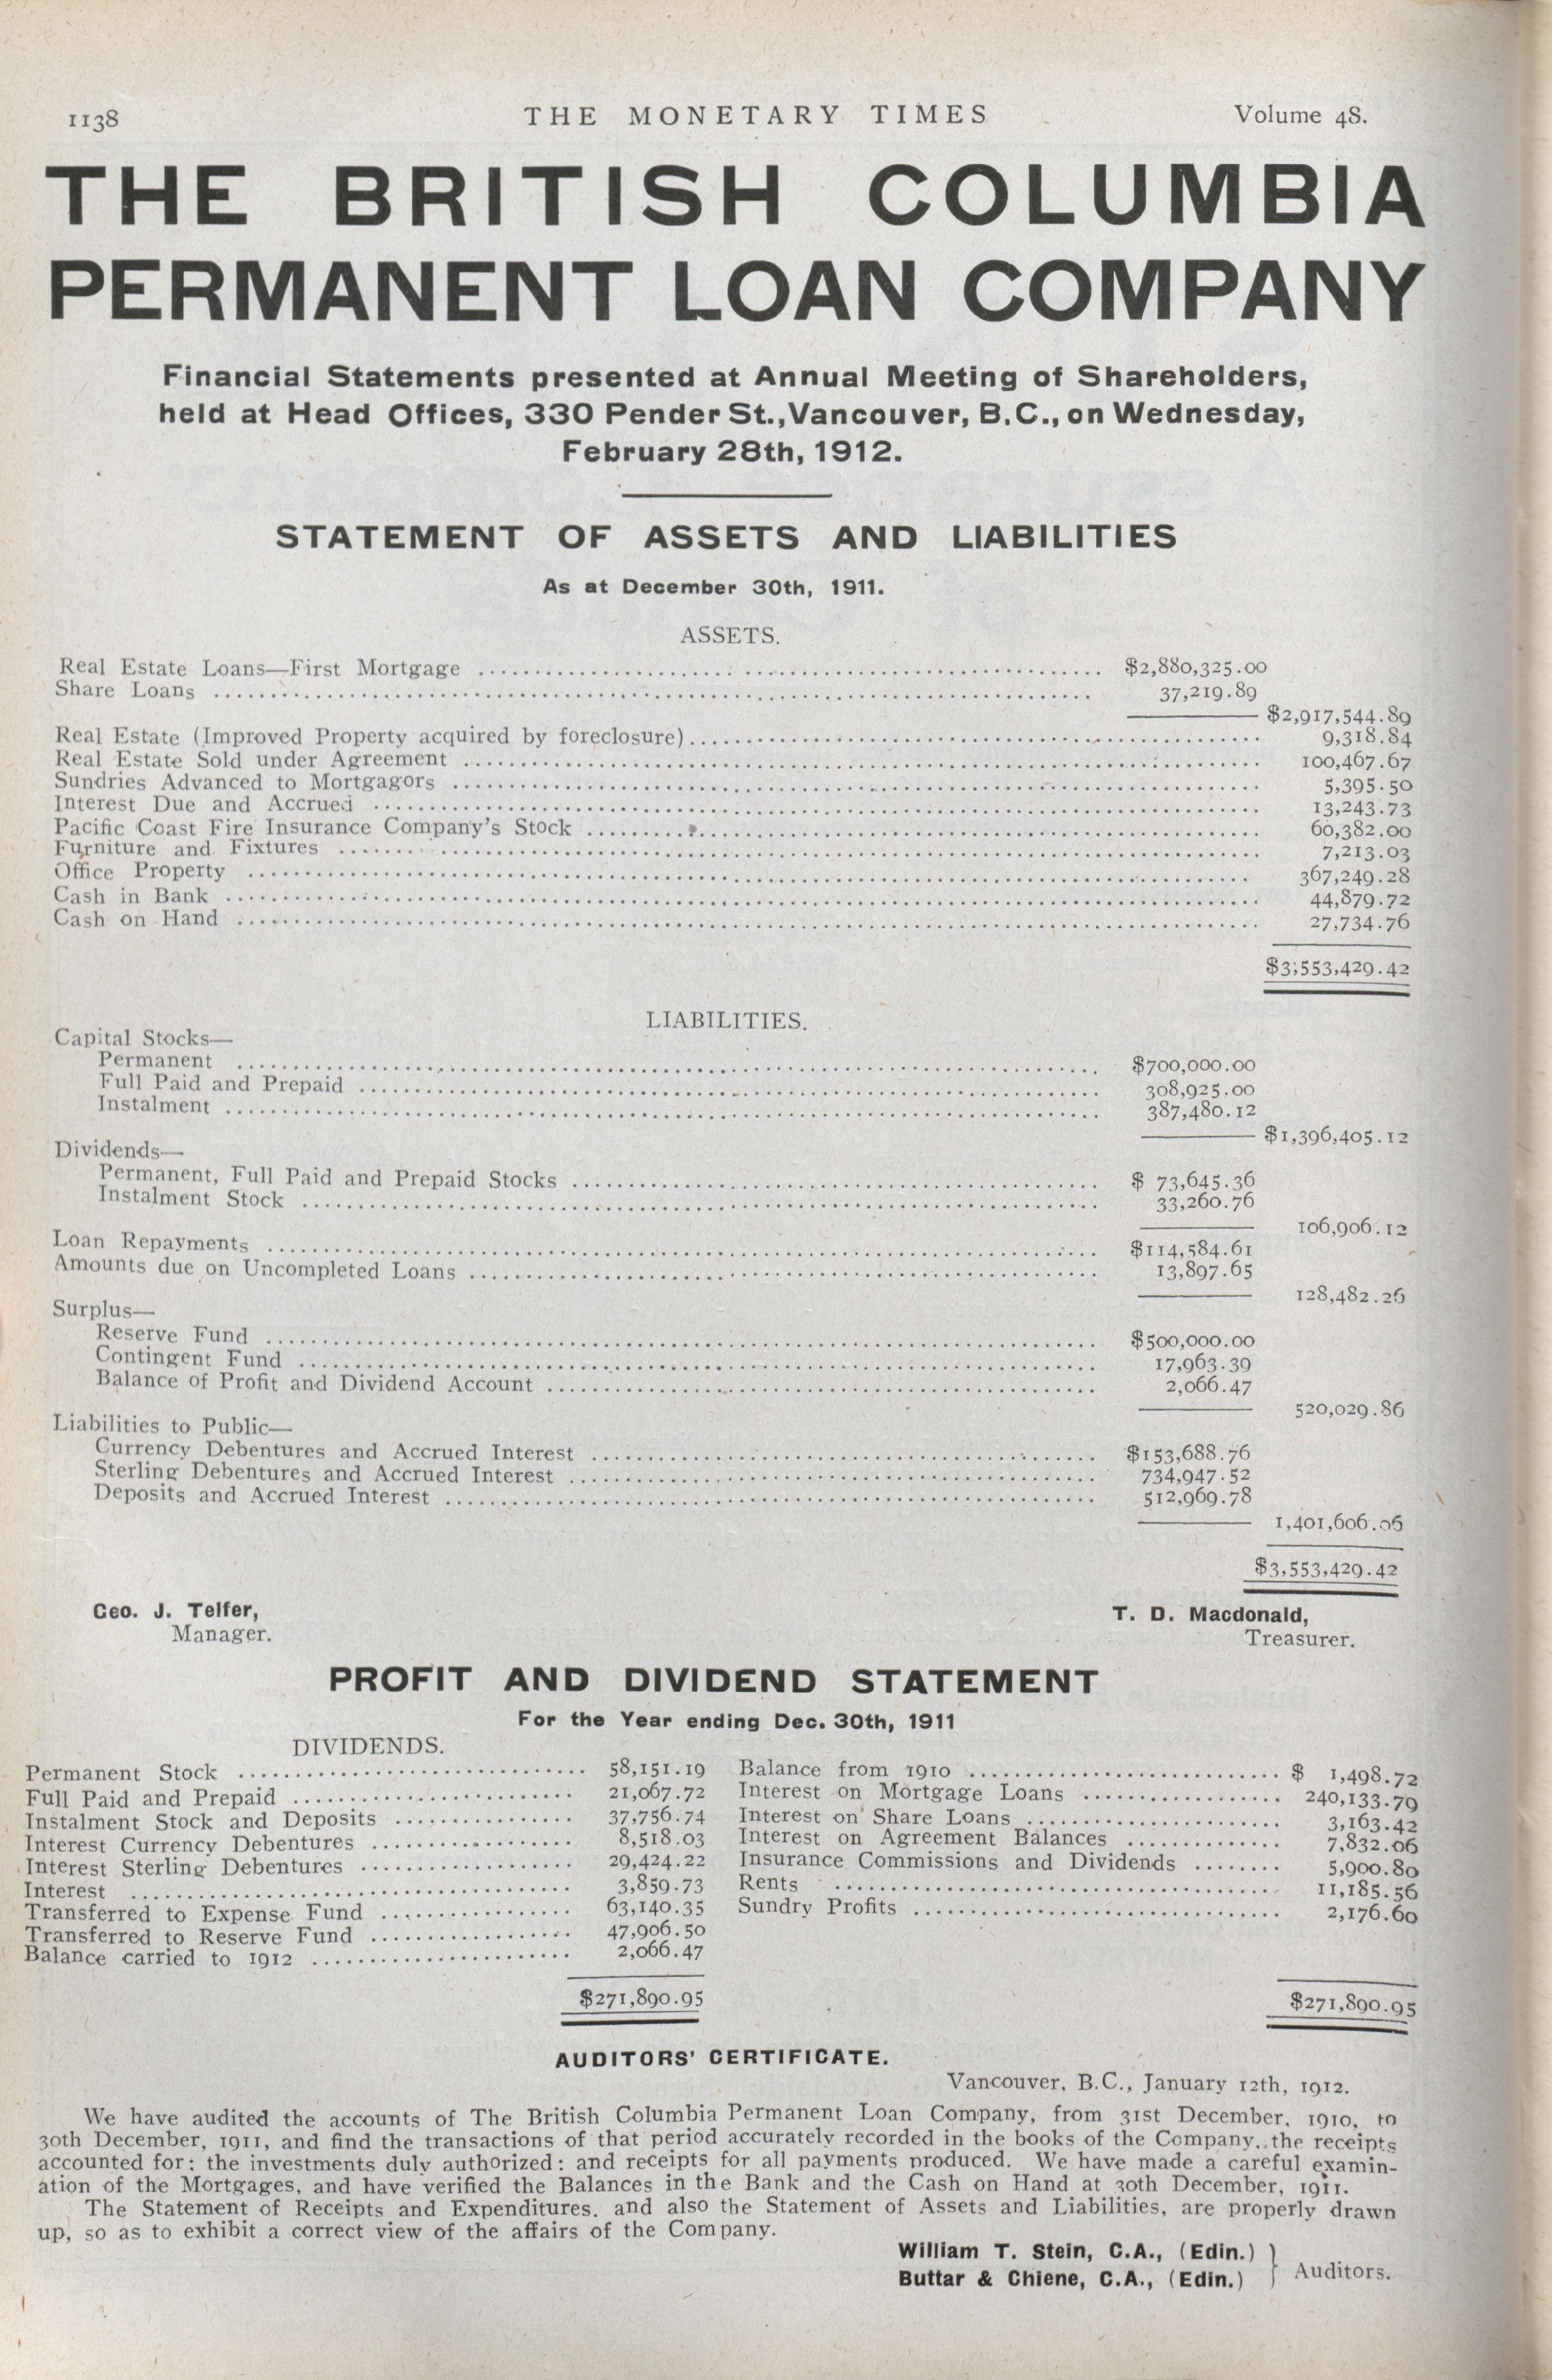 1138 THE MONETARY TIMES Volume 48.
THE BRITISH COLUMBIA
PERMANENT LOAN COMPANY
Financial Statements presented at Annual Meeting of Shareholders,
held at Head Offices, 330 Pender St., Vancouver, B.C., on Wednesday,
February 28th, 1912.
STATEMENT OF ASSETS AND LIABILITIES
As at December 30th, 1911.
ASSETS.
Real Estate Loans—First Mortgage $2,880,325.00
Share Loans 37,219.89
$2,917,544.89
Real Estate (Improved Property acquired by foreclosure) 9,318.84
Real Estate Sold under Agreement 100,467.67
Sundries Advanced to Mortgagors 5,395.50
Interest Due and Accrued 13,243.73
Pacific Coast Fire Insurance Company's Stock 60,382.00
Furniture and Fixtures 7,213.03
Office Property 367,249.28
Cash in Bank 44,879.72
Cash on Hand 27,734.76
$3,553,429.42
LIABILITIES.
Capital Stocks—
Permanent $700,000.00
Full Paid and Prepaid 308,925.00
Instalment 387,480.12
$1,396,405.12
Dividends—
Permanent, Full Paid and Prepaid Stocks $ 73,645.36
Instalment Stock 33,260.76
106,906.12
Loan Repayments $114,584.61
Amounts due on Uncompleted Loans 13,897.65
128,482.26
Surplus—
Reserve Fund $500,000.00
Contingent Fund 17,963.39
Balance of Profit and Dividend Account 2,066.47
520,029.86
Liabilities to Public—
Currency Debentures and Accrued Interest $153,688.76
Sterling Debentures and Accrued Interest 734,947.52
Deposits and Accrued Interest 512,969.78
1,401,606.06
$3,553,429.42
Geo. J. Telfer, T. D. Macdonald,
Manager. Treasurer.
PROFIT AND DIVIDEND STATEMENT
For the Year ending Dec. 30th, 1911
DIVIDENDS.
Permanent Stock 58,151.19
Full Paid and Prepaid 21,067.72
Instalment Stock and Deposits 37,756.74
Interest Currency Debentures 8,518.03
Interest Sterling Debentures 29,424.22
Interest 3,859.73
Transferred to Expense Fund 63,140.35
Transferred to Reserve Fund 47,906.50
Balance carried to 1912 2,066.47
$271,890.95
Balance from 1910 $ 1,498.72
Interest on Mortgage Loans 240,133.79
Interest on Share Loans 3,163.42
Interest on Agreement Balances 7,832.06
Insurance Commissions and Dividends 5,900.80
Rents 11,185.56
Sundry Profits 2,176.60
$271,890.95
AUDITORS' CERTIFICATE.
Vancouver, B.C., January 12th, 1912.
We have audited the accounts of The British Columbia Permanent Loan Company, from 31st December, 1910, to
30th December, 1911, and find the transactions of that period accurately recorded in the books of the Company, the receipts
accounted for; the investments duly authorized; and receipts for all payments produced. We have made a careful examin-
ation of the Mortgages, and have verified the Balances in the Bank and the Cash on Hand at 30th December, 1911.
The Statement of Receipts and Expenditures, and also the Statement of Assets and Liabilities, are properly drawn
up, so as to exhibit a correct view of the affairs of the Company.
William T. Stein, C.A., (Edin.)
Buttar & Chiene, C.A., (Edin.) Auditors.